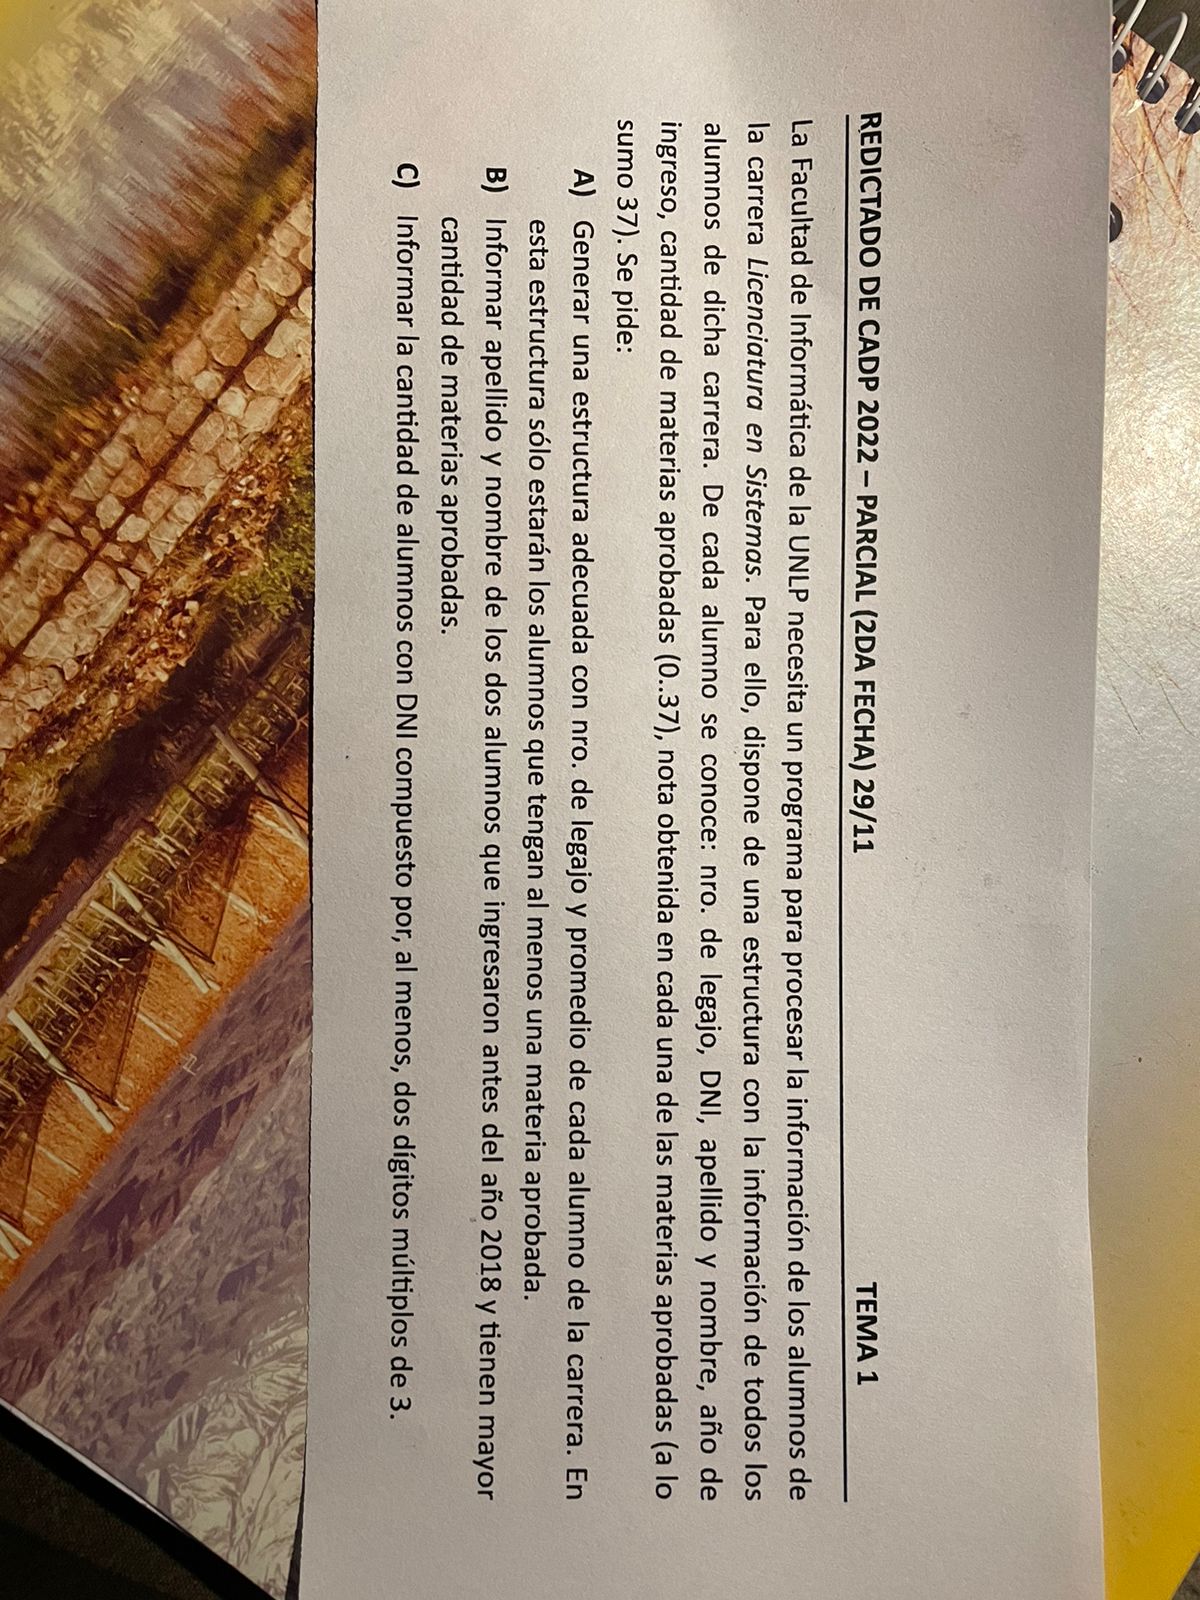 REDICTADO DE CADP 2022 – PARCIAL (2DA FECHA) 29/11 TEMA 1
La Facultad de Informática de la UNLP necesita un programa para procesar la información de los alumnos de
la carrera Licenciatura en Sistemas. Para ello, dispone de una estructura con la información de todos los
alumnos de dicha carrera. De cada alumno se conoce: nro. de legajo, DNI, apellido y nombre, año de
ingreso, cantidad de materias aprobadas (0..37), nota obtenida en cada una de las materias aprobadas (a lo
sumo 37). Se pide:
A) Generar una estructura adecuada con nro. de legajo y promedio de cada alumno de la carrera. En
esta estructura sólo estarán los alumnos que tengan al menos una materia aprobada.
B) Informar apellido y nombre de los dos alumnos que ingresaron antes del año 2018 y tienen mayor
cantidad de materias aprobadas.
C) Informar la cantidad de alumnos con DNI compuesto por, al menos, dos dígitos múltiplos de 3.